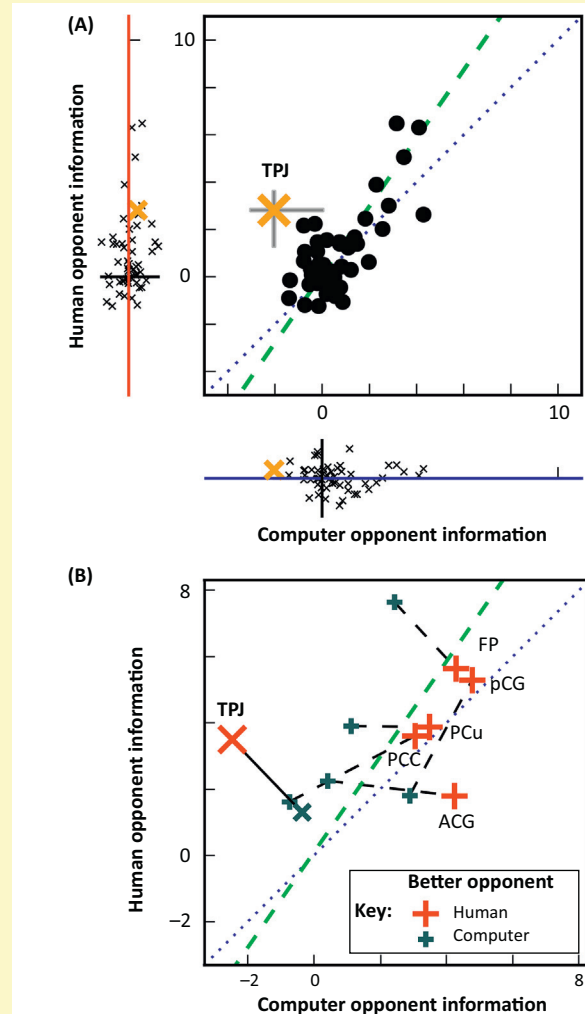 (A)
10
Human opponent information
TPJ
0
0
10
Computer opponent information
(B)
8
FP
pCG
TPJ
PCu
PCC
Human opponent information
ACG
0
Better opponent
Key:
Human
–2
Computer
–2
0
8
Computer opponent information